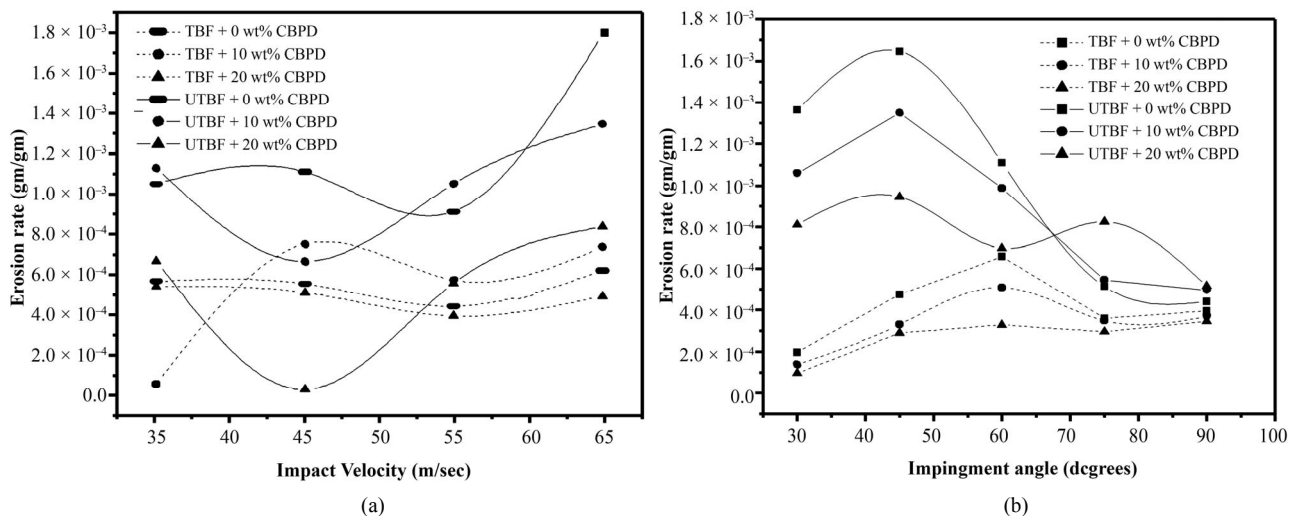 1.8 × 10⁻³
1.6 × 10⁻³
1.4 × 10⁻³
1.2 × 10⁻³
1.0 × 10⁻³
8.0 × 10⁻⁴
6.0 × 10⁻⁴
4.0 × 10⁻⁴
2.0 × 10⁻⁴
0.0
Erosion rate (gm/gm)
TBF + 0 wt% CBPD
TBF + 10 wt% CBPD
TBF + 20 wt% CBPD
UTBF + 0 wt% CBPD
UTBF + 10 wt% CBPD
UTBF + 20 wt% CBPD
35 40 45 50 55 60 65
Impact Velocity (m/sec)
(a)
1.8 × 10⁻³
1.6 × 10⁻³
1.4 × 10⁻³
1.2 × 10⁻³
1.0 × 10⁻³
8.0 × 10⁻⁴
6.0 × 10⁻⁴
4.0 × 10⁻⁴
2.0 × 10⁻⁴
0.0
Erosion rate (gm/gm)
TBF + 0 wt% CBPD
TBF + 10 wt% CBPD
TBF + 20 wt% CBPD
UTBF + 0 wt% CBPD
UTBF + 10 wt% CBPD
UTBF + 20 wt% CBPD
30 40 50 60 70 80 90 100
Impingment angle (dcgrees)
(b)